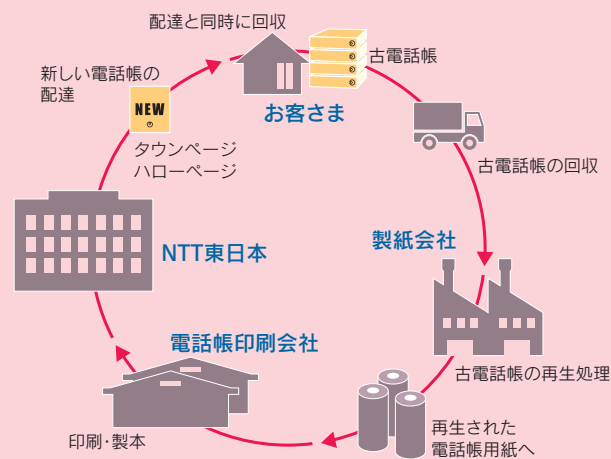 配達と同時に回収
古電話帳
お客さま
新しい電話帳の
配達
NEW
タウンページ
ハローページ
古電話帳の回収
NTT東日本
製紙会社
電話帳印刷会社
古電話帳の再生処理
印刷・製本
再生された
電話帳用紙へ